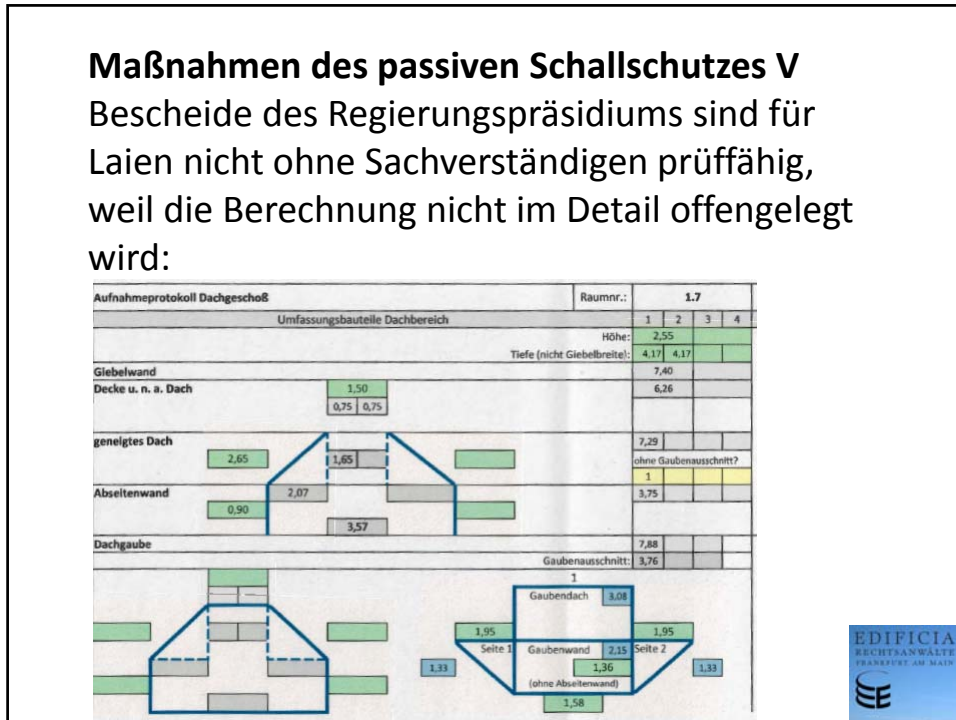 Maßnahmen des passiven Schallschutzes V
Bescheide des Regierungspräsidiums sind für
Laien nicht ohne Sachverständigen prüffähig,
weil die Berechnung nicht im Detail offengelegt
wird:
Aufnahmeprotokoll Dachgeschoß Raumnr.: 1.7
Umfassungsbauteile Dachbereich 1 2 3 4
Höhe: 2,55
Tiefe (nicht Giebelbreite): 4,17 4,17
Giebelwand 7,40
Decke u. n. a. Dach 1,50 6,26
0,75 0,75
geneigtes Dach 7,29
2,65 1,65 ohne Gaubenausschnitt?
1
Abseitenwand 2,07 3,75
0,90
3,57
Dachgaube 7,88
Gaubenausschnitt: 3,76
1
Gaubendach 3,08
1,95 1,95
Seite 1 Gaubenwand 2,15 Seite 2
1,33 1,36 1,33
(ohne Abseitenwand)
1,58
EDIFICIA
RECHTSANWÄLTE
FRANKFURT AM MAIN